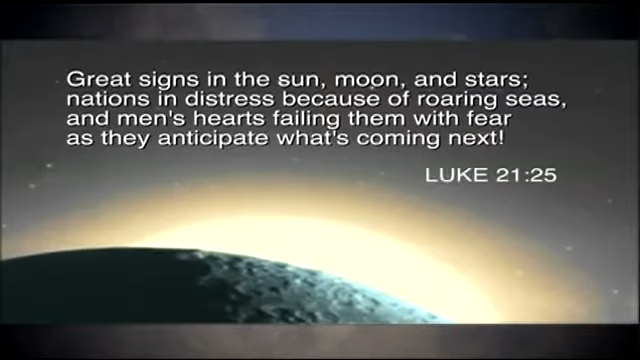 Great signs in the sun, moon, and stars;
nations in distress because of roaring seas,
and men's hearts failing them with fear
as they anticipate what's coming next!
LUKE 21:25